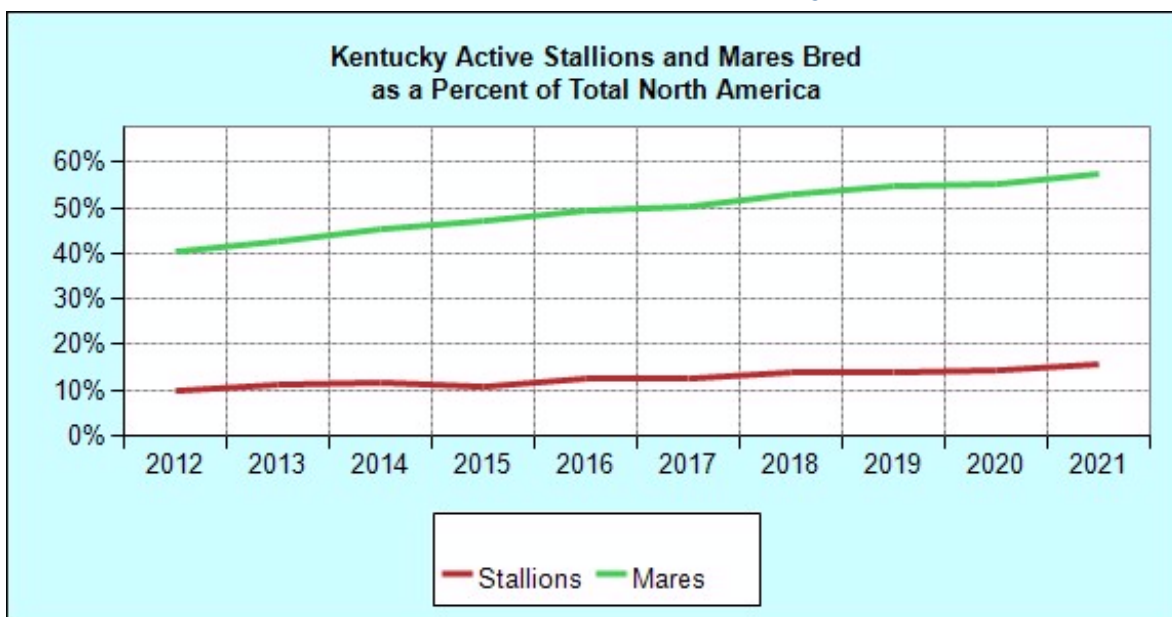 Kentucky Active Stallions and Mares Bred
as a Percent of Total North America
60%
50%
40%
30%
20%
10%
0%
2012 2013 2014 2015 2016 2017 2018 2019 2020 2021
Stallions Mares